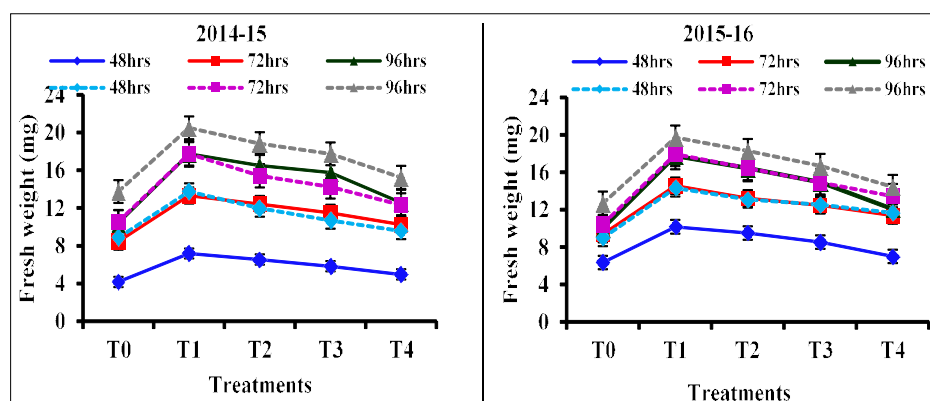 2014-15
48hrs 72hrs 96hrs
48hrs 72hrs 96hrs
Fresh weight (mg)
24
20
16
12
8
4
0
T0 T1 T2 T3 T4
Treatments
2015-16
48hrs 72hrs 96hrs
48hrs 72hrs 96hrs
Fresh weight (mg)
24
20
16
12
8
4
0
T0 T1 T2 T3 T4
Treatments